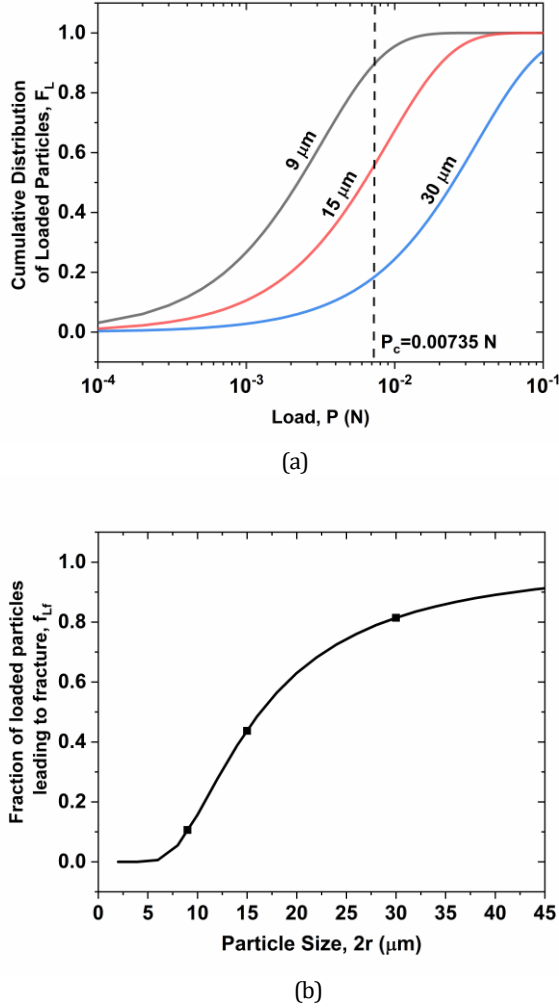 Cumulative Distribution
of Loaded Particles, F_L
1.0
0.8
0.6
0.4
0.2
0.0
9 μm
15 μm
30 μm
P_c=0.00735 N
10^-4
10^-3
10^-2
10^-1
Load, P (N)
(a)
Fraction of loaded particles
leading to fracture, f_Lf
1.0
0.8
0.6
0.4
0.2
0.0
0 5 10 15 20 25 30 35 40 45
Particle Size, 2r (μm)
(b)